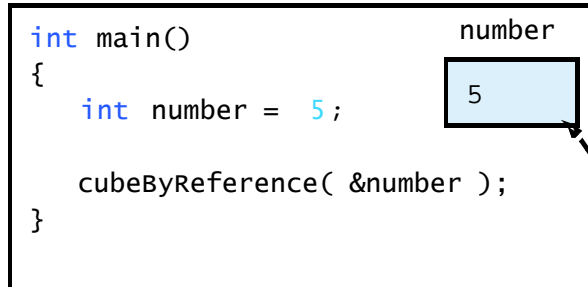 int main()
number
{
5
int number = 5;
cubeByReference( &number );
}